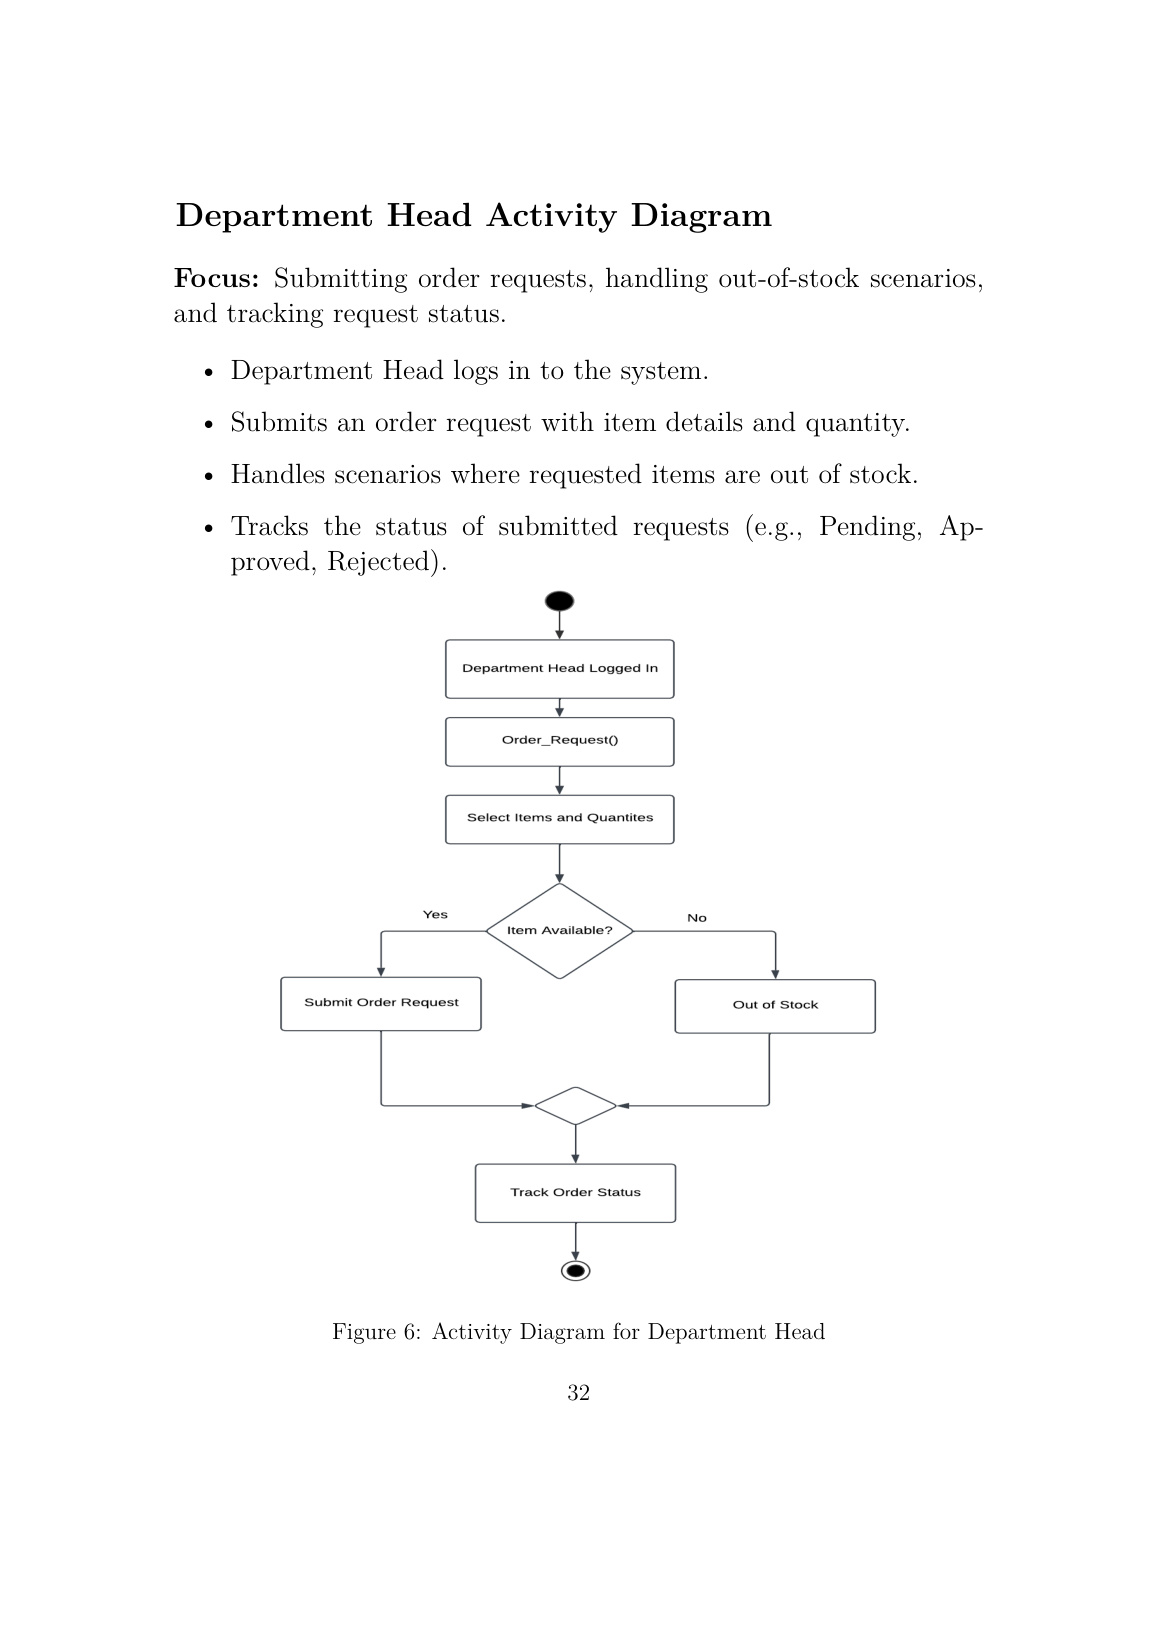 Department Head Activity Diagram
Focus: Submitting order requests, handling out-of-stock scenarios,
and tracking request status.
• Department Head logs in to the system.
• Submits an order request with item details and quantity.
• Handles scenarios where requested items are out of stock.
• Tracks the status of submitted requests (e.g., Pending, Ap-
proved, Rejected).
Department Head Logged In
Order_Request()
Select Items and Quantites
Item Available?
Yes
No
Submit Order Request
Out of Stock
Track Order Status
Figure 6: Activity Diagram for Department Head
32